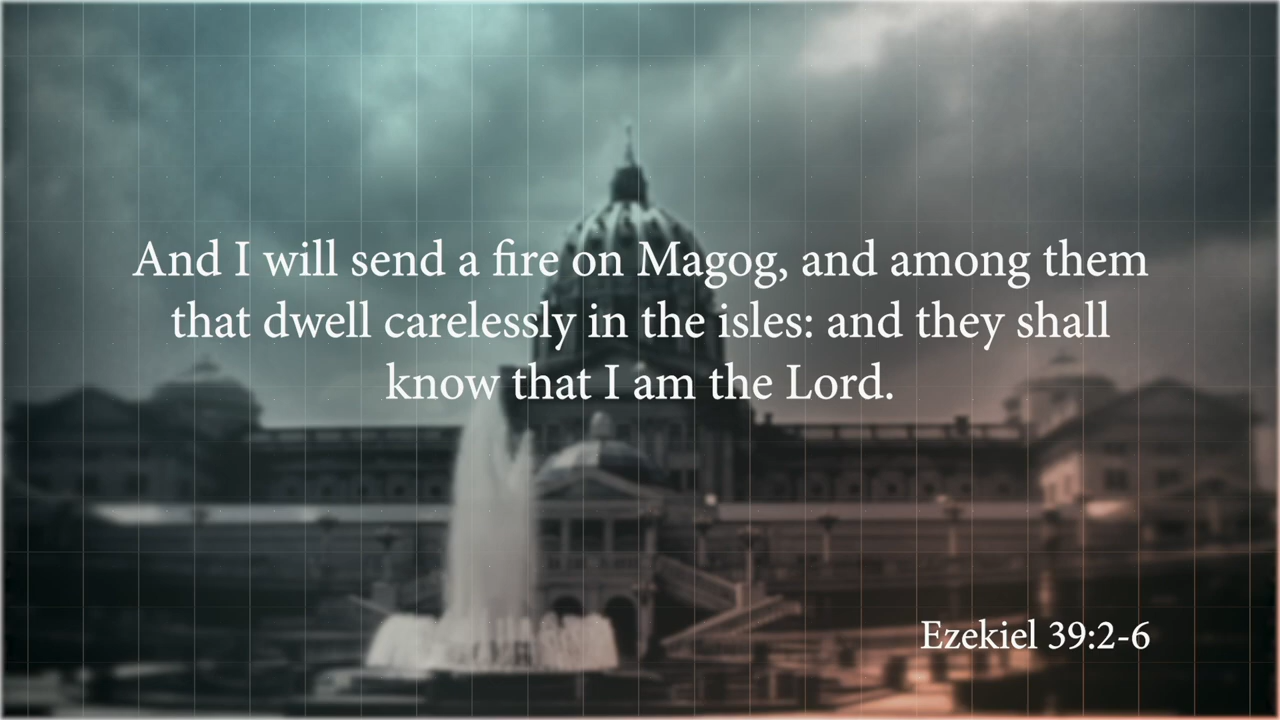 And I will send a fire on Magog, and among them
that dwell carelessly in the isles: and they shall
know that I am the Lord.
Ezekiel 39:2-6